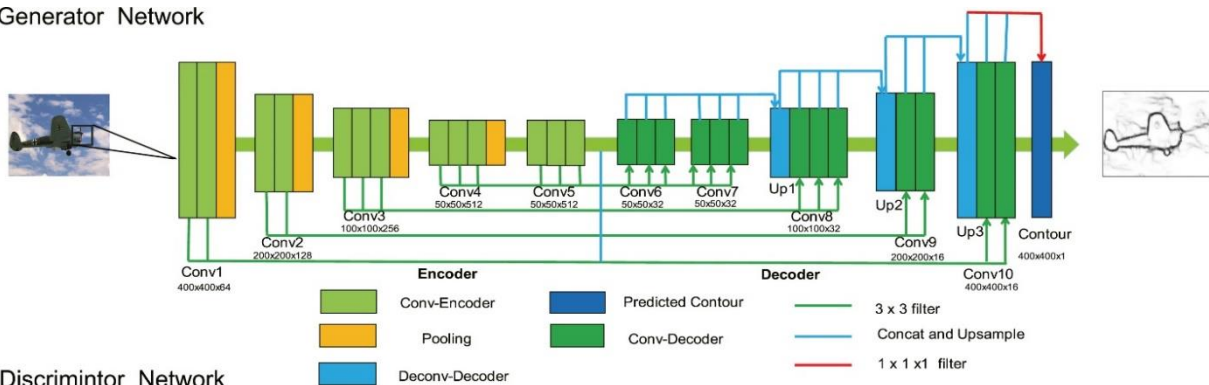 Generator Network
Conv1
400x400x64
Conv2
200x200x128
Conv3
100x100x256
Conv4
50x50x512
Conv5
50x50x512
Conv6
50x50x32
Conv7
50x50x32
Up1
Conv8
100x100x32
Up2
Conv9
200x200x16
Up3
Conv10
400x400x16
Contour
400x400x1
Encoder
Decoder
Conv-Encoder
Predicted Contour
3 x 3 filter
Pooling
Conv-Decoder
Concat and Upsample
Deconv-Decoder
1 x 1 x1 filter
Discrimintor Network